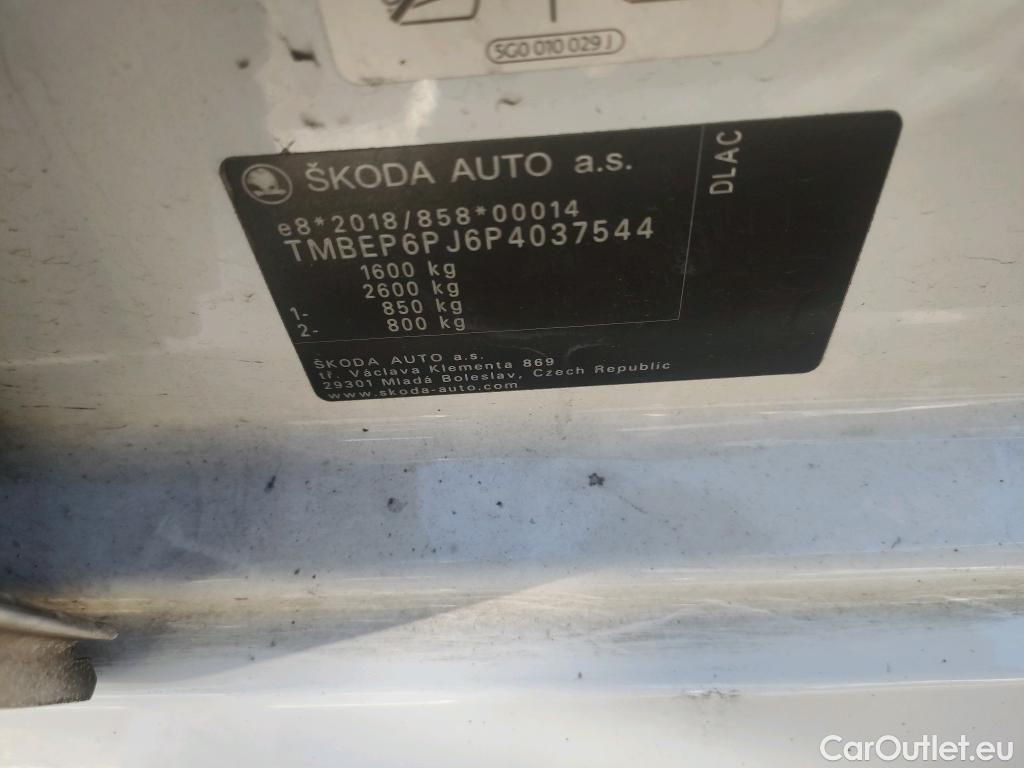 5G0 010 029 J
ŠKODA AUTO a.s.
DLAC
e8*2018/858*00014
TMBEP6PJ6P4037544
1600 kg
2600 kg
1- 850 kg
2- 800 kg
ŠKODA AUTO a.s.
tř. Václava Klementa 869
29301 Mladá Boleslav, Czech Republic
www.skoda-auto.com
CarOutlet.eu